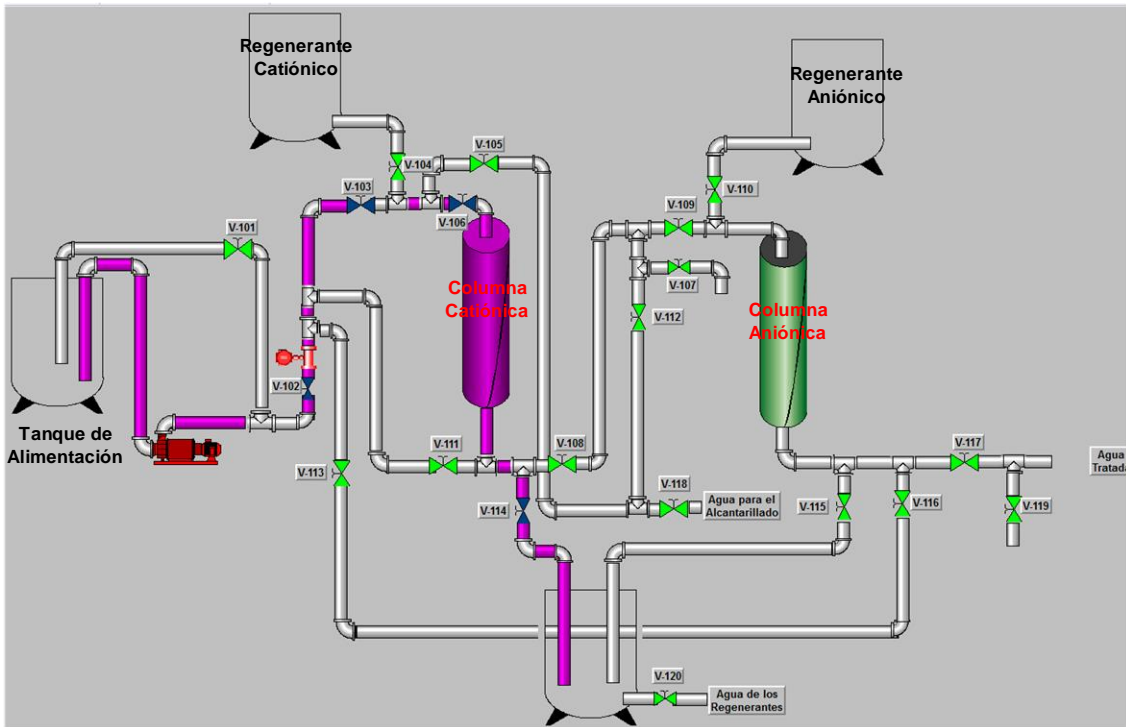 Regenerante
Catiónico
Regenerante
Aniónico
V-105
V-104
V-103
V-110
V-106
V-109
V-101
V-107
Columna
Catiónica
V-112
Columna
Aniónica
V-102
Tanque de
Alimentación
V-111
V-108
V-117
Agua
Tratada
V-113
V-118
V-114
Agua para el
Alcantarillado
V-115
V-116
V-119
V-120
Agua de los
Regenerantes